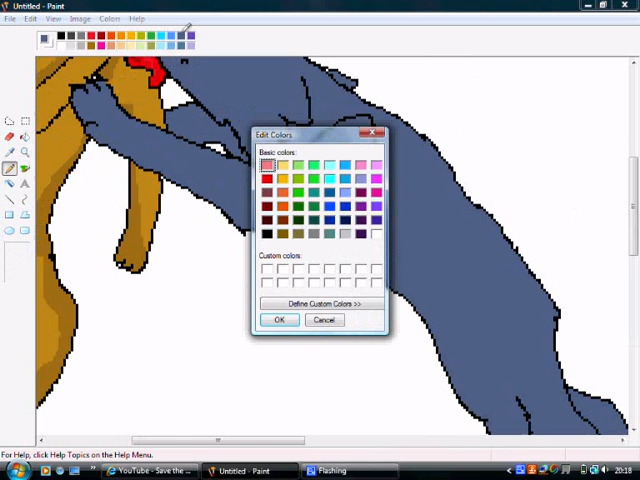 Untitled - Paint
File Edit View Image Colors Help
Edit Colors
Basic colors:
Custom colors:
Define Custom Colors >>
OK Cancel
For Help, click Help Topics on the Help Menu.
YouTube - Save the ... Untitled - Paint Flashing 20:18